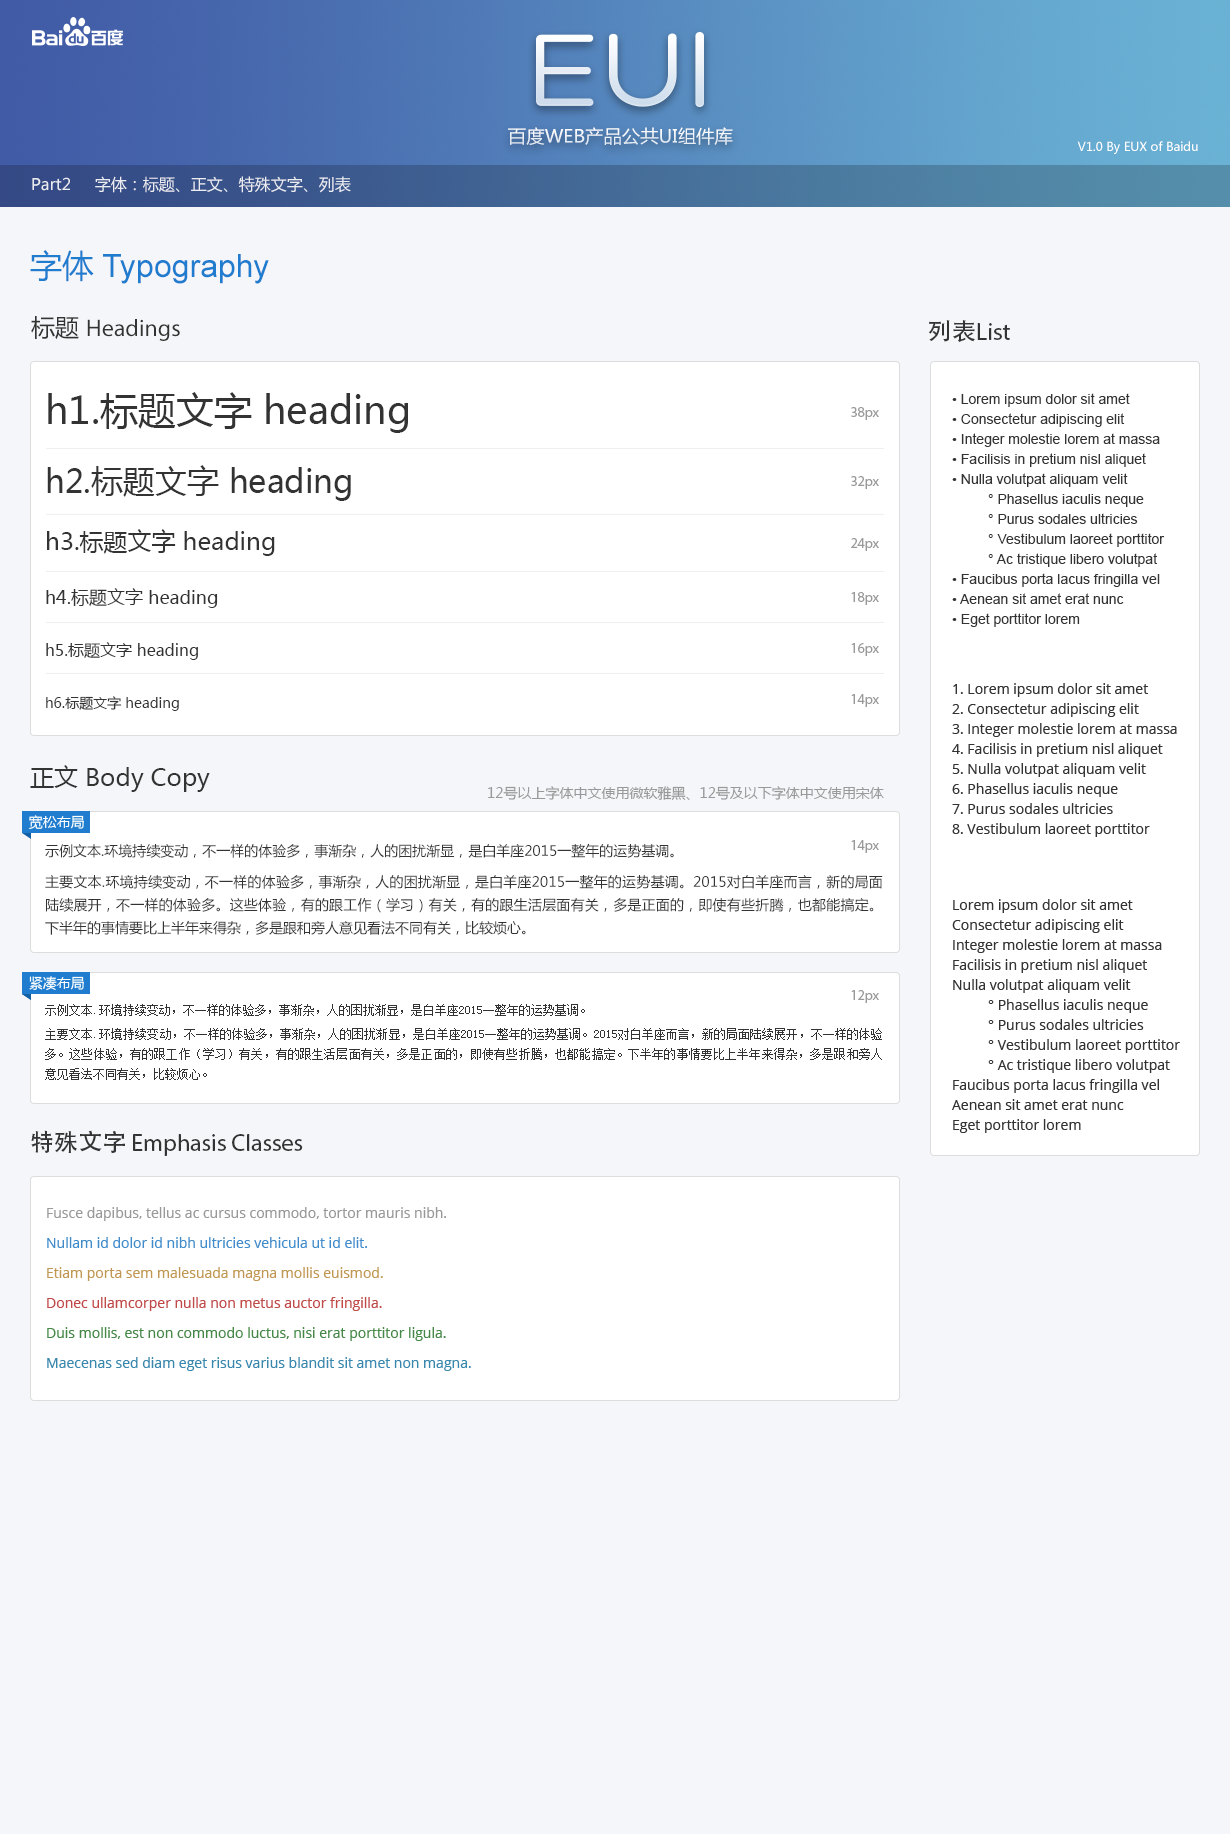 Baidu百度
EUI
百度WEB产品公共UI组件库
V1.0 By EUX of Baidu
Part2 字体：标题、正文、特殊文字、列表
字体 Typography
标题 Headings
h1.标题文字 heading 38px
h2.标题文字 heading 32px
h3.标题文字 heading 24px
h4.标题文字 heading 18px
h5.标题文字 heading 16px
h6.标题文字 heading 14px
正文 Body Copy
12号以上字体中文使用微软雅黑、12号及以下字体中文使用宋体
宽松布局
14px
示例文本.环境持续变动，不一样的体验多，事渐杂，人的困扰渐显，是白羊座2015一整年的运势基调。
主要文本.环境持续变动，不一样的体验多，事渐杂，人的困扰渐显，是白羊座2015一整年的运势基调。2015对白羊座而言，新的局面
陆续展开，不一样的体验多。这些体验，有的跟工作（学习）有关，有的跟生活层面有关，多是正面的，即使有些折腾，也都能搞定。
下半年的事情要比上半年来得杂，多是跟和旁人意见看法不同有关，比较烦心。
紧凑布局
12px
示例文本.环境持续变动，不一样的体验多，事渐杂，人的困扰渐显，是白羊座2015一整年的运势基调。
主要文本.环境持续变动，不一样的体验多，事渐杂，人的困扰渐显，是白羊座2015一整年的运势基调。2015对白羊座而言，新的局面陆续展开，不一样的体验
多。这些体验，有的跟工作（学习）有关，有的跟生活层面有关，多是正面的，即使有些折腾，也都能搞定。下半年的事情要比上半年来得杂，多是跟和旁人
意见看法不同有关，比较烦心。
特殊文字 Emphasis Classes
Fusce dapibus, tellus ac cursus commodo, tortor mauris nibh.
Nullam id dolor id nibh ultricies vehicula ut id elit.
Etiam porta sem malesuada magna mollis euismod.
Donec ullamcorper nulla non metus auctor fringilla.
Duis mollis, est non commodo luctus, nisi erat porttitor ligula.
Maecenas sed diam eget risus varius blandit sit amet non magna.
列表List
• Lorem ipsum dolor sit amet
• Consectetur adipiscing elit
• Integer molestie lorem at massa
• Facilisis in pretium nisl aliquet
• Nulla volutpat aliquam velit
° Phasellus iaculis neque
° Purus sodales ultricies
° Vestibulum laoreet porttitor
° Ac tristique libero volutpat
• Faucibus porta lacus fringilla vel
• Aenean sit amet erat nunc
• Eget porttitor lorem
1. Lorem ipsum dolor sit amet
2. Consectetur adipiscing elit
3. Integer molestie lorem at massa
4. Facilisis in pretium nisl aliquet
5. Nulla volutpat aliquam velit
6. Phasellus iaculis neque
7. Purus sodales ultricies
8. Vestibulum laoreet porttitor
Lorem ipsum dolor sit amet
Consectetur adipiscing elit
Integer molestie lorem at massa
Facilisis in pretium nisl aliquet
Nulla volutpat aliquam velit
° Phasellus iaculis neque
° Purus sodales ultricies
° Vestibulum laoreet porttitor
° Ac tristique libero volutpat
Faucibus porta lacus fringilla vel
Aenean sit amet erat nunc
Eget porttitor lorem